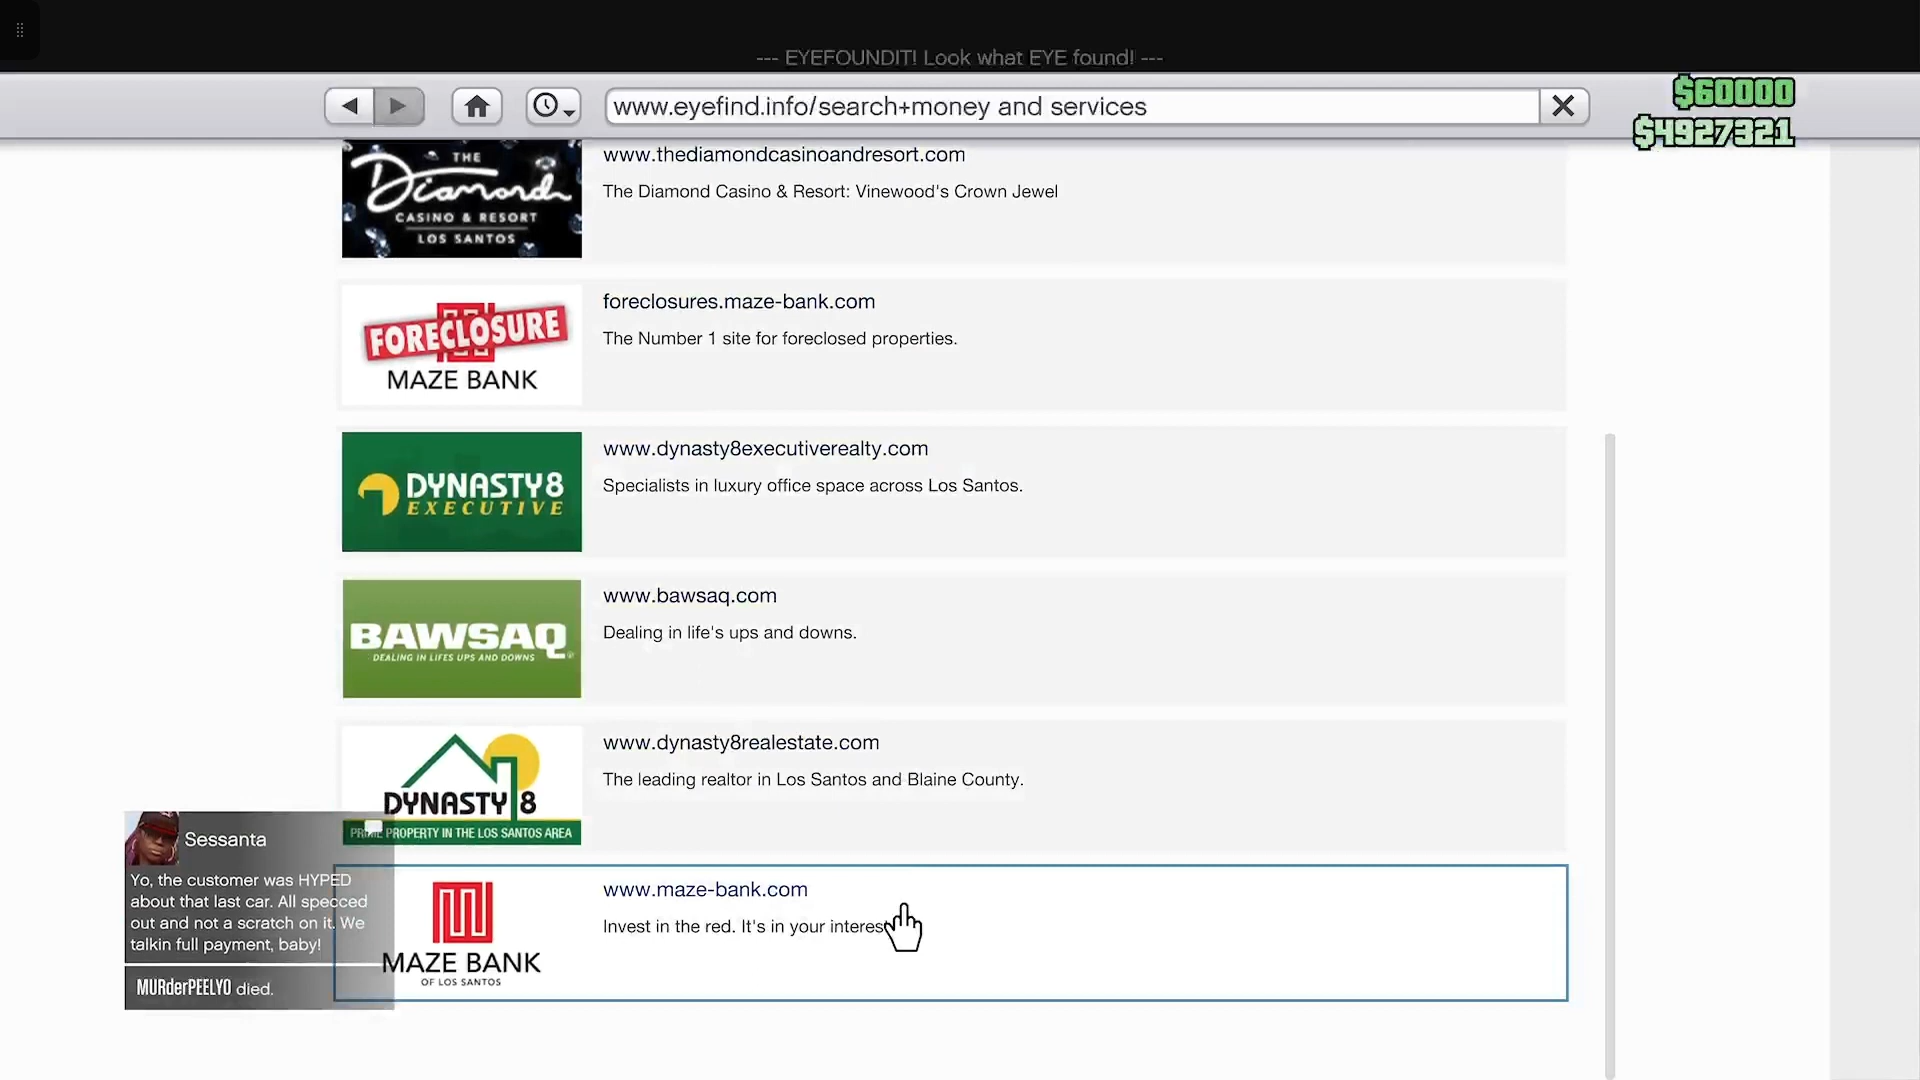 --- EYEFOUNDIT! Look what EYE found! ---
www.eyefind.info/search+money and services
$60000
$4927321
THE
Diamond
CASINO & RESORT
LOS SANTOS
www.thediamondcasinoandresort.com
The Diamond Casino & Resort: Vinewood's Crown Jewel
FORECLOSURE
MAZE BANK
foreclosures.maze-bank.com
The Number 1 site for foreclosed properties.
DYNASTY8
EXECUTIVE
www.dynasty8executiverealty.com
Specialists in luxury office space across Los Santos.
BAWSAQ
DEALING IN LIFES UPS AND DOWNS
www.bawsaq.com
Dealing in life's ups and downs.
DYNASTY 8
PRIME PROPERTY IN THE LOS SANTOS AREA
www.dynasty8realestate.com
The leading realtor in Los Santos and Blaine County.
MAZE BANK
OF LOS SANTOS
www.maze-bank.com
Invest in the red. It's in your interes
Sessanta
Yo, the customer was HYPED
about that last car. All specced
out and not a scratch on it. We
talkin full payment, baby!
MURderPEELYO died.